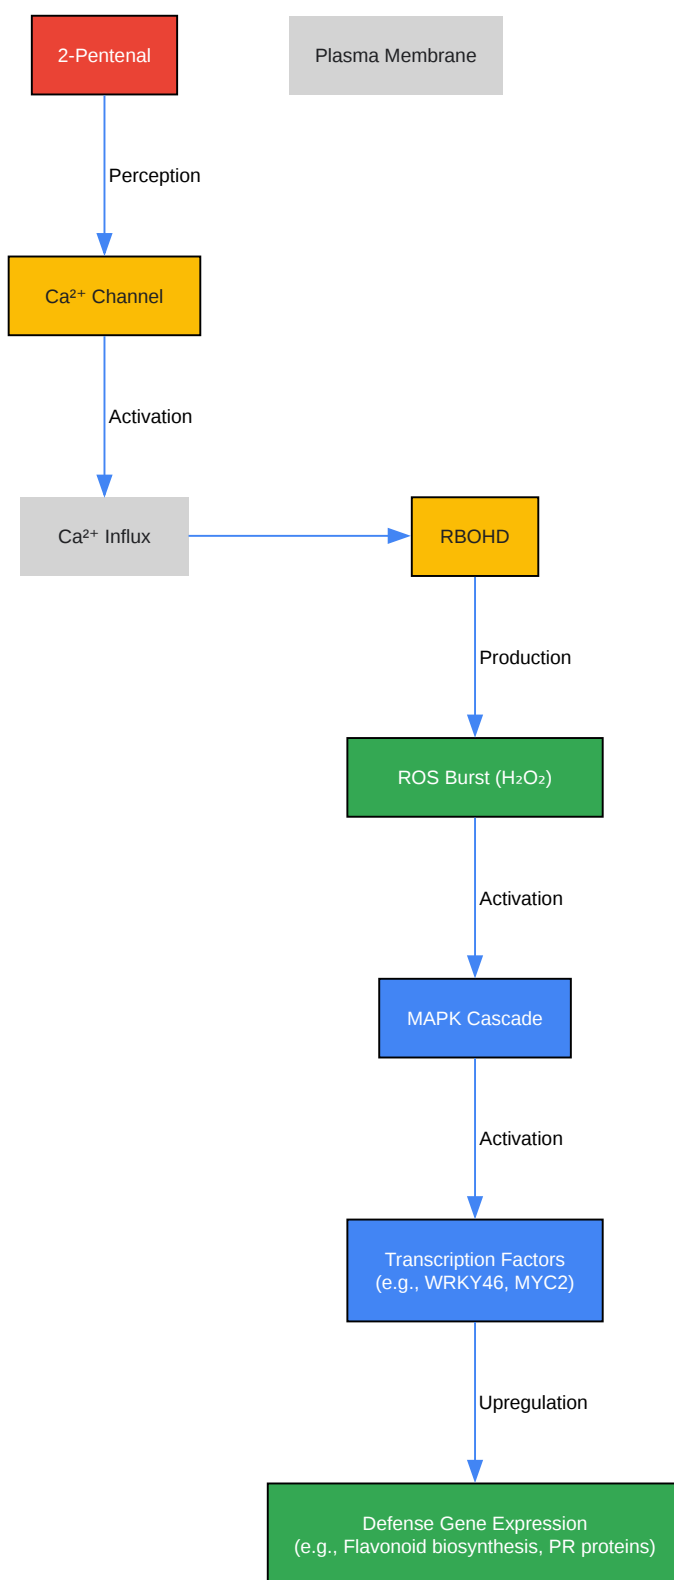 2-Pentenal
Plasma Membrane
Perception
Ca²⁺ Channel
Activation
Ca²⁺ Influx
RBOHD
Production
ROS Burst (H₂O₂)
Activation
MAPK Cascade
Activation
Transcription Factors
(e.g., WRKY46, MYC2)
Upregulation
Defense Gene Expression
(e.g., Flavonoid biosynthesis, PR proteins)